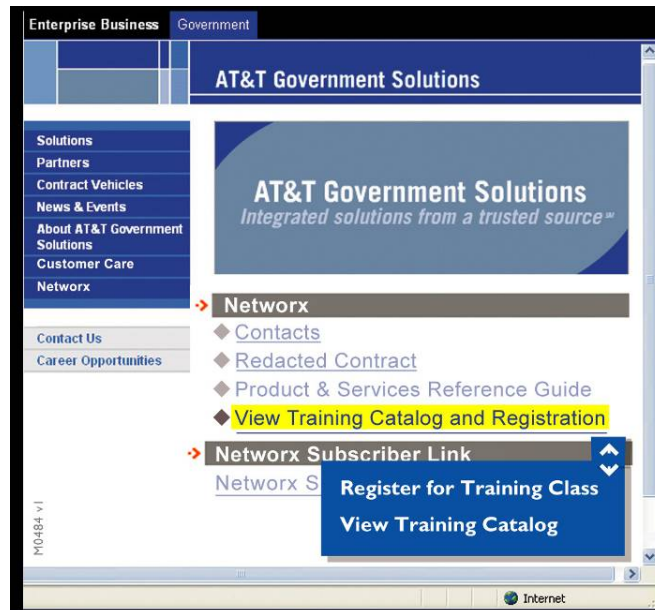 Enterprise Business Government
AT&T Government Solutions
Solutions
Partners
Contract Vehicles
News & Events
About AT&T Government
Solutions
Customer Care
Networx
Contact Us
Career Opportunities
AT&T Government Solutions
Integrated solutions from a trusted source℠
Networx
Contacts
Redacted Contract
Product & Services Reference Guide
View Training Catalog and Registration
Networx Subscriber Link
Networx S
Register for Training Class
View Training Catalog
M0484 v1
Internet